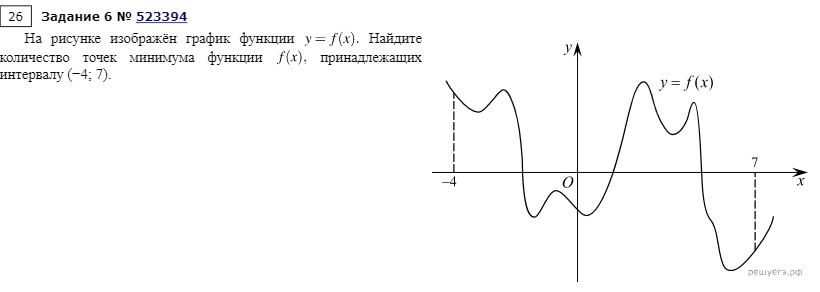 26 Задание 6 № 523394
На рисунке изображён график функции y = f(x). Найдите
количество точек минимума функции f(x), принадлежащих
интервалу (−4; 7).
y
y = f(x)
7
−4
O
x
решуегэ.рф